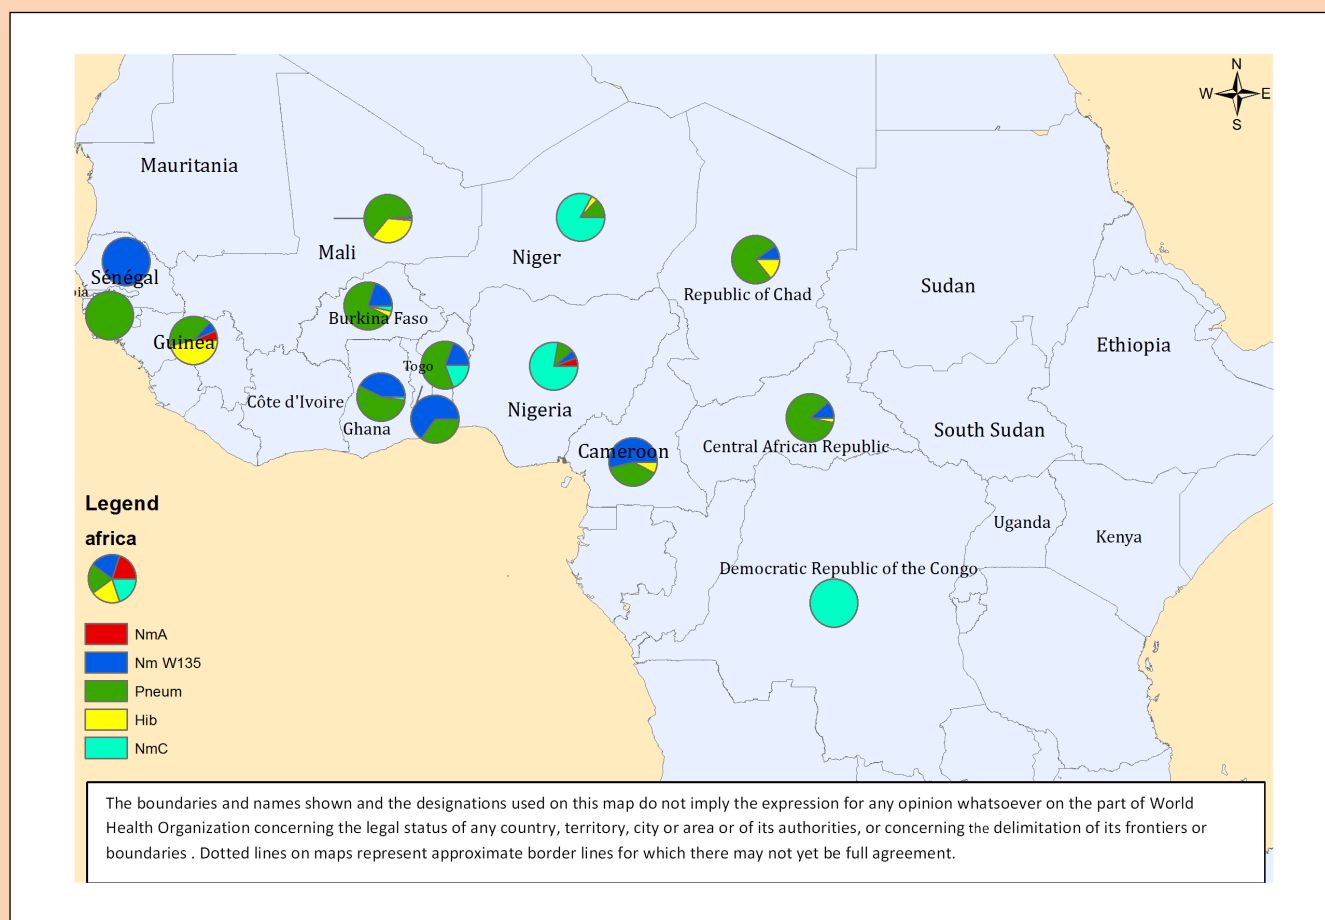 N
W E
S
Mauritania
Mali
Niger
Sénégal
Republic of Chad
Sudan
Burkina Faso
Guinea
Ethiopia
Togo
Côte d'Ivoire
Nigeria
Ghana
South Sudan
Central African Republic
Cameroon
Uganda
Kenya
Democratic Republic of the Congo
Legend
africa
NmA
Nm W135
Pneum
Hib
NmC
The boundaries and names shown and the designations used on this map do not imply the expression for any opinion whatsoever on the part of World
Health Organization concerning the legal status of any country, territory, city or area or of its authorities, or concerning the delimitation of its frontiers or
boundaries . Dotted lines on maps represent approximate border lines for which there may not yet be full agreement.